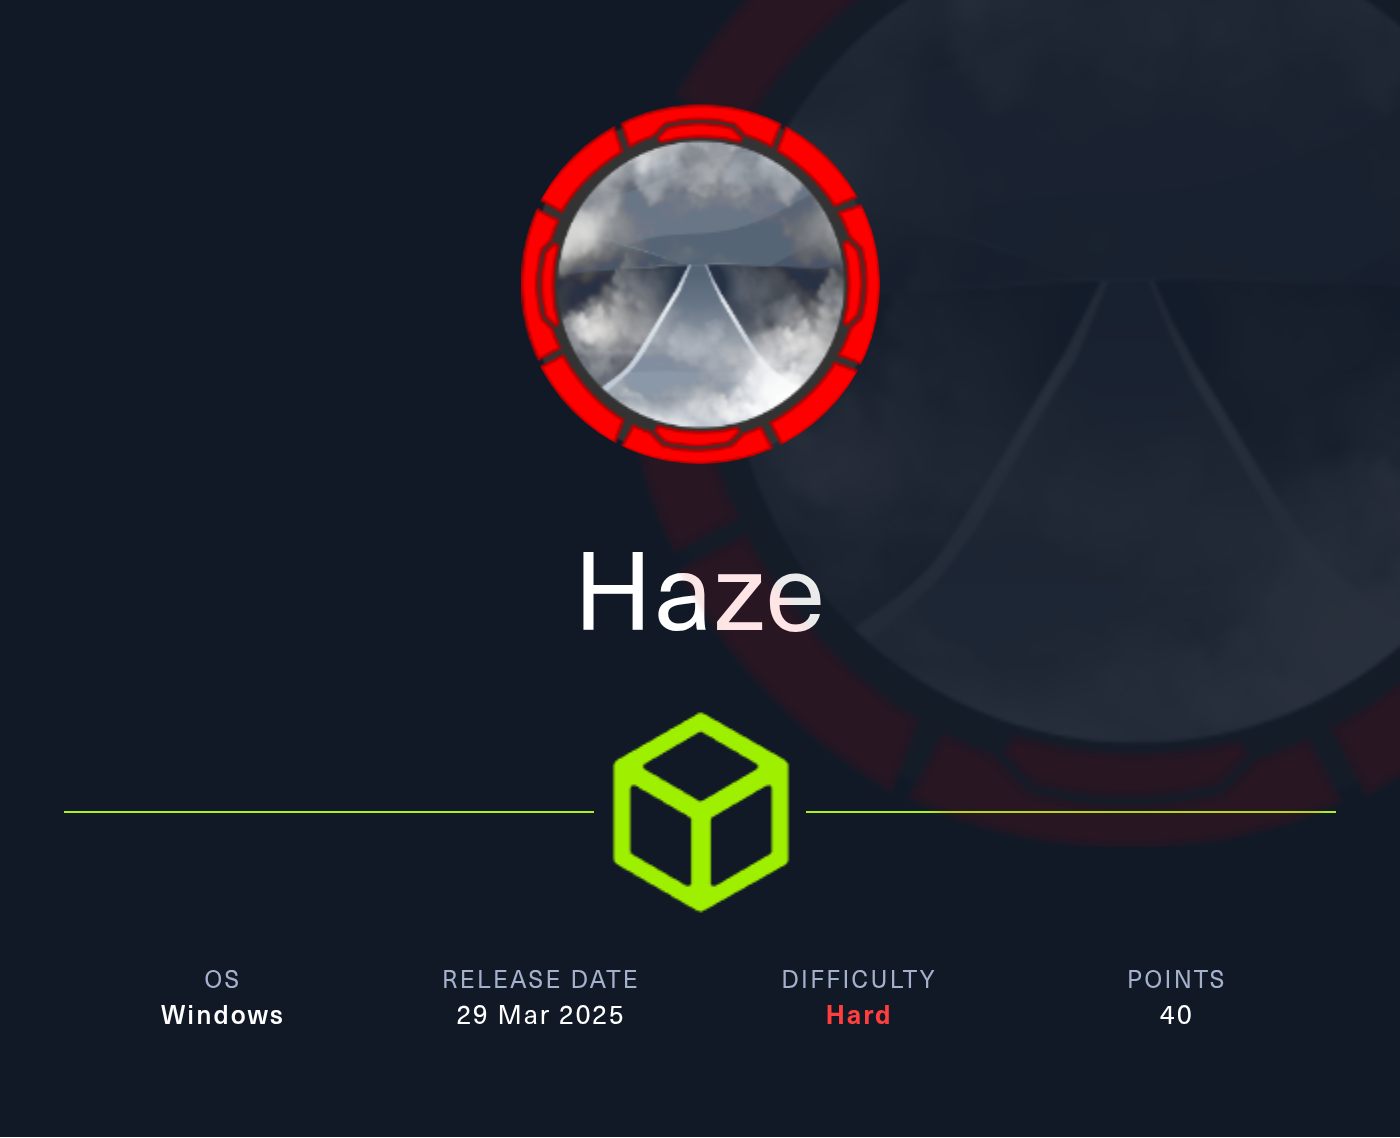 Haze
OS
RELEASE DATE
DIFFICULTY
POINTS
Windows
29 Mar 2025
Hard
40